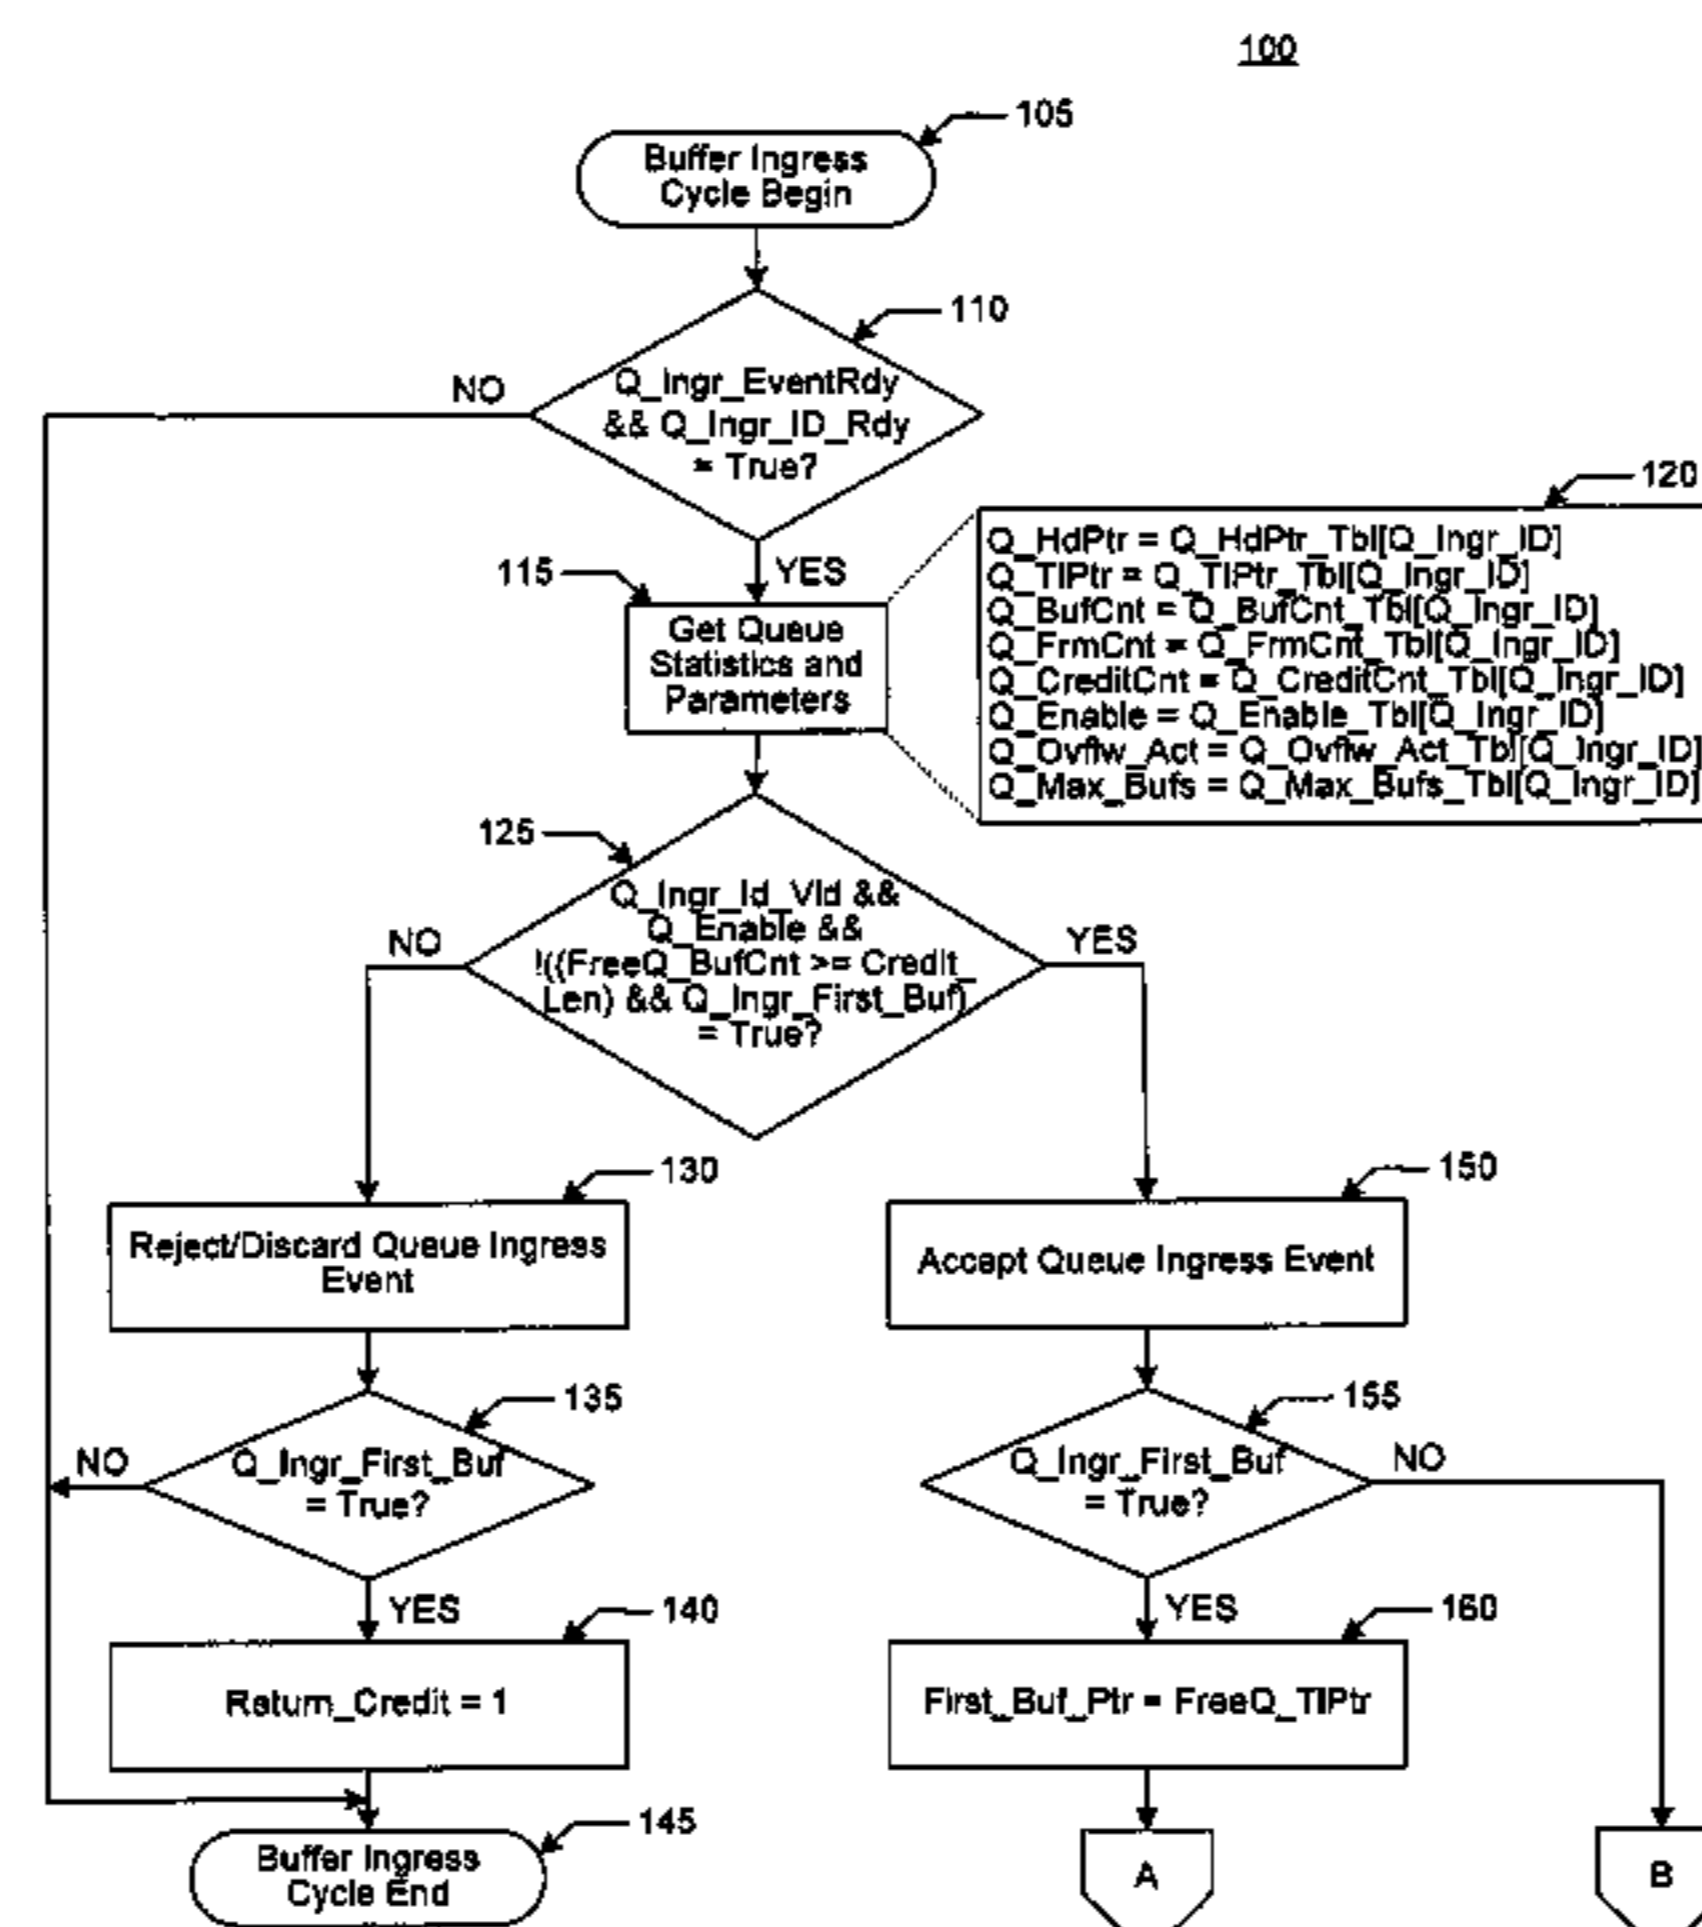 100
105
Buffer Ingress
Cycle Begin
110
NO
Q_Ingr_EventRdy
&& Q_Ingr_ID_Rdy
= True?
YES
115
Get Queue
Statistics and
Parameters
120
Q_HdPtr = Q_HdPtr_Tbl[Q_Ingr_ID]
Q_TlPtr = Q_TlPtr_Tbl[Q_Ingr_ID]
Q_BufCnt = Q_BufCnt_Tbl[Q_Ingr_ID]
Q_FrmCnt = Q_FrmCnt_Tbl[Q_Ingr_ID]
Q_CreditCnt = Q_CreditCnt_Tbl[Q_Ingr_ID]
Q_Enable = Q_Enable_Tbl[Q_Ingr_ID]
Q_Ovflw_Act = Q_Ovflw_Act_Tbl[Q_Ingr_ID]
Q_Max_Bufs = Q_Max_Bufs_Tbl[Q_Ingr_ID]
125
NO
Q_Ingr_Id_Vld &&
Q_Enable &&
!((FreeQ_BufCnt >= Credit_
Len) && Q_Ingr_First_Buf)
= True?
YES
130
Reject/Discard Queue Ingress
Event
135
NO
Q_Ingr_First_Buf
= True?
YES
140
Return_Credit = 1
145
Buffer Ingress
Cycle End
150
Accept Queue Ingress Event
155
Q_Ingr_First_Buf
= True?
NO
YES
160
First_Buf_Ptr = FreeQ_TlPtr
A
B